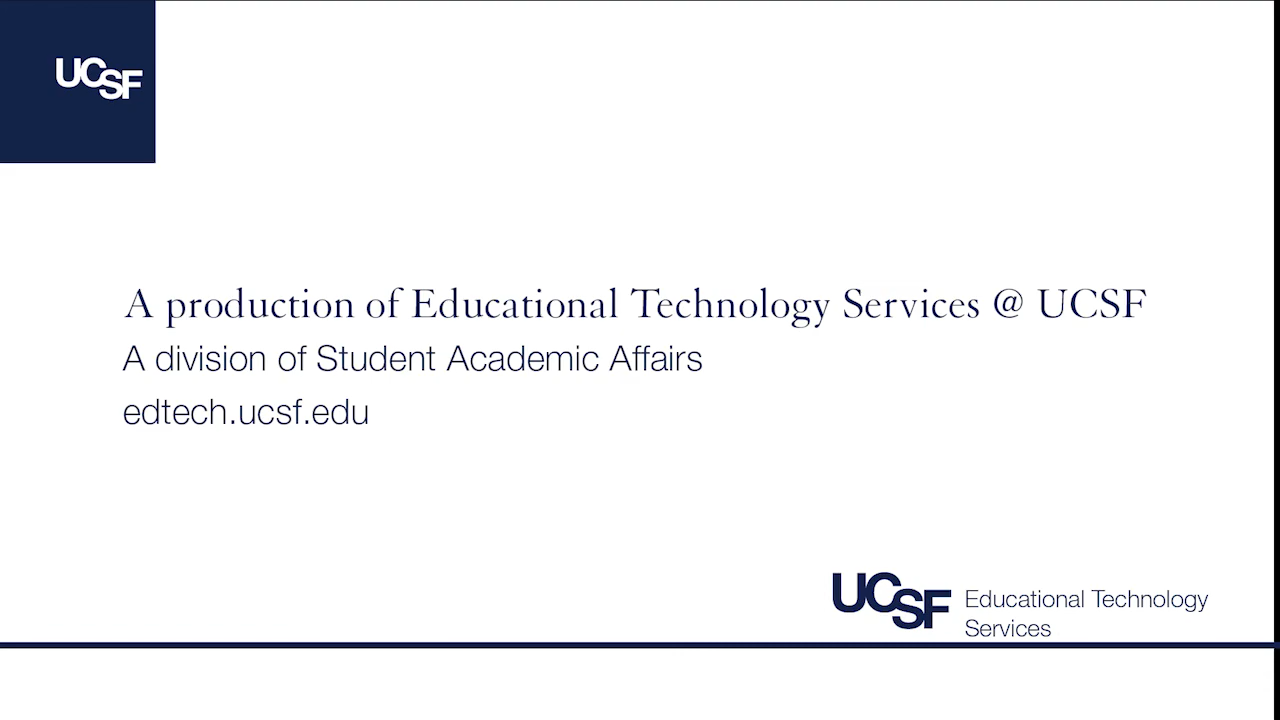 UCSF
A production of Educational Technology Services @ UCSF
A division of Student Academic Affairs
edtech.ucsf.edu
UCSF Educational Technology
Services